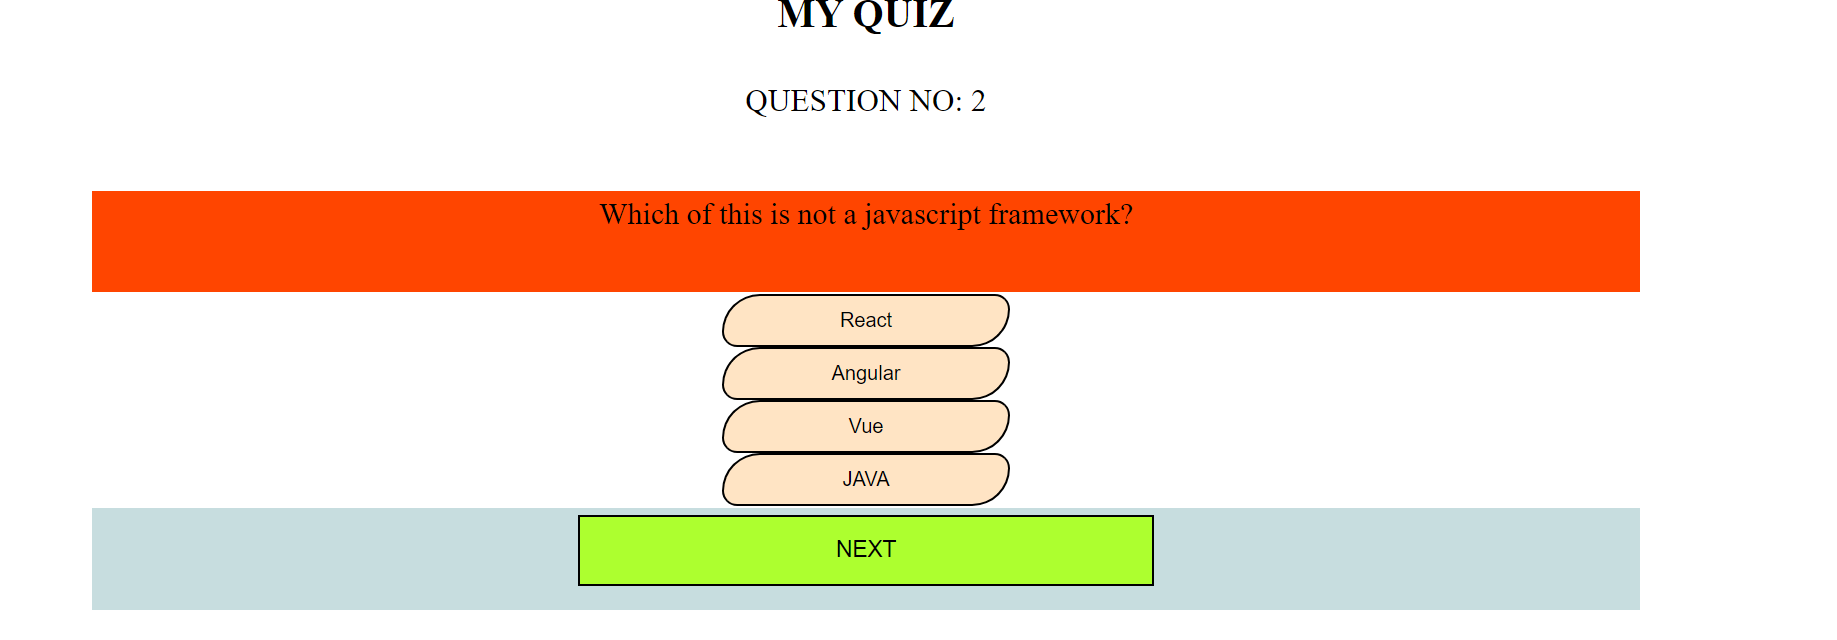 MY QUIZ
QUESTION NO: 2
Which of this is not a javascript framework?
React
Angular
Vue
JAVA
NEXT